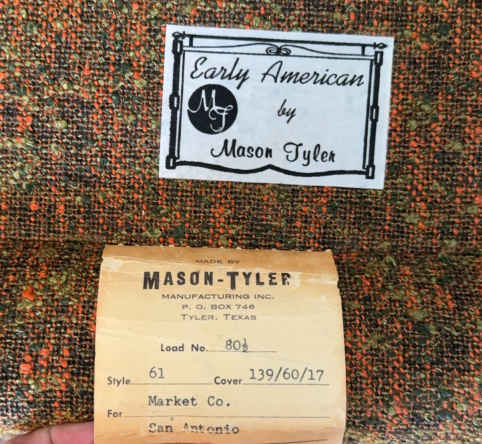 Early American
MT
by
Mason Tyler
MADE BY
MASON-TYLER
MANUFACTURING INC.
P. O. BOX 746
TYLER, TEXAS
Load No. 80½
Style 61 Cover 139/60/17
Market Co.
For
San Antonio